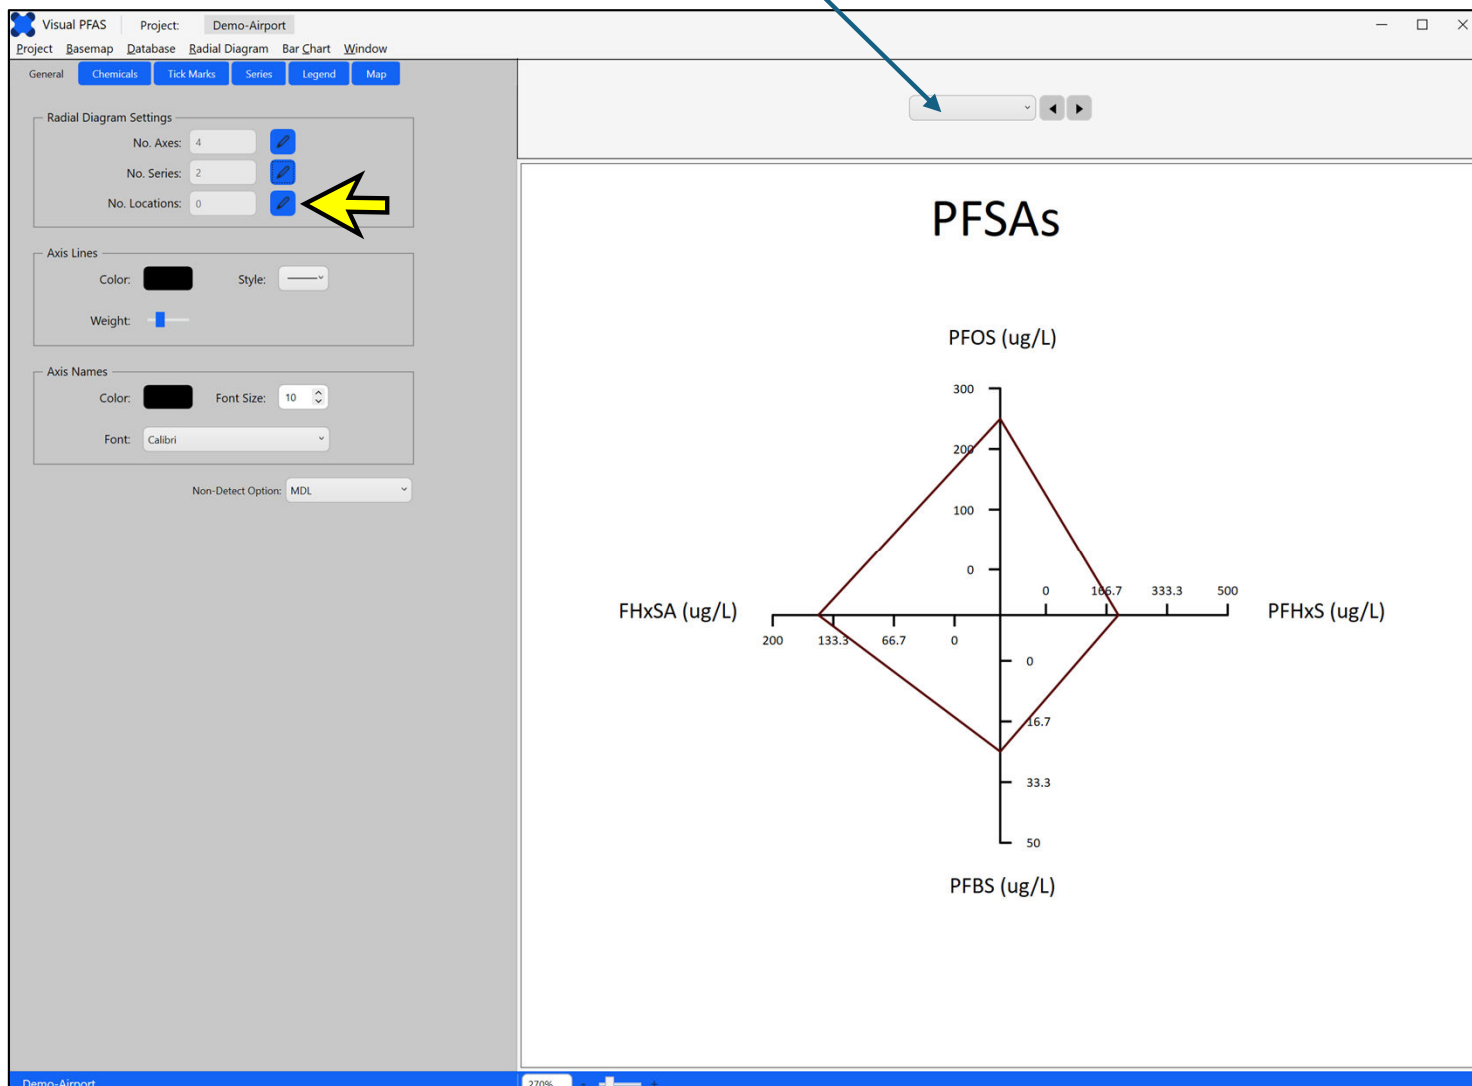 Visual PFAS Project: Demo-Airport
Project Basemap Database Radial Diagram Bar Chart Window
General Chemicals Tick Marks Series Legend Map
Radial Diagram Settings
No. Axes: 4
No. Series: 2
No. Locations: 0
Axis Lines
Color: Style:
Weight:
Axis Names
Color: Font Size: 10
Font: Calibri
Non-Detect Option: MDL
PFSAs
PFOS (ug/L)
300
200
100
0
0 166.7 333.3 500
FHxSA (ug/L) PFHxS (ug/L)
200 133.3 66.7 0
0
16.7
33.3
50
PFBS (ug/L)
Demo-Airport 270% - +